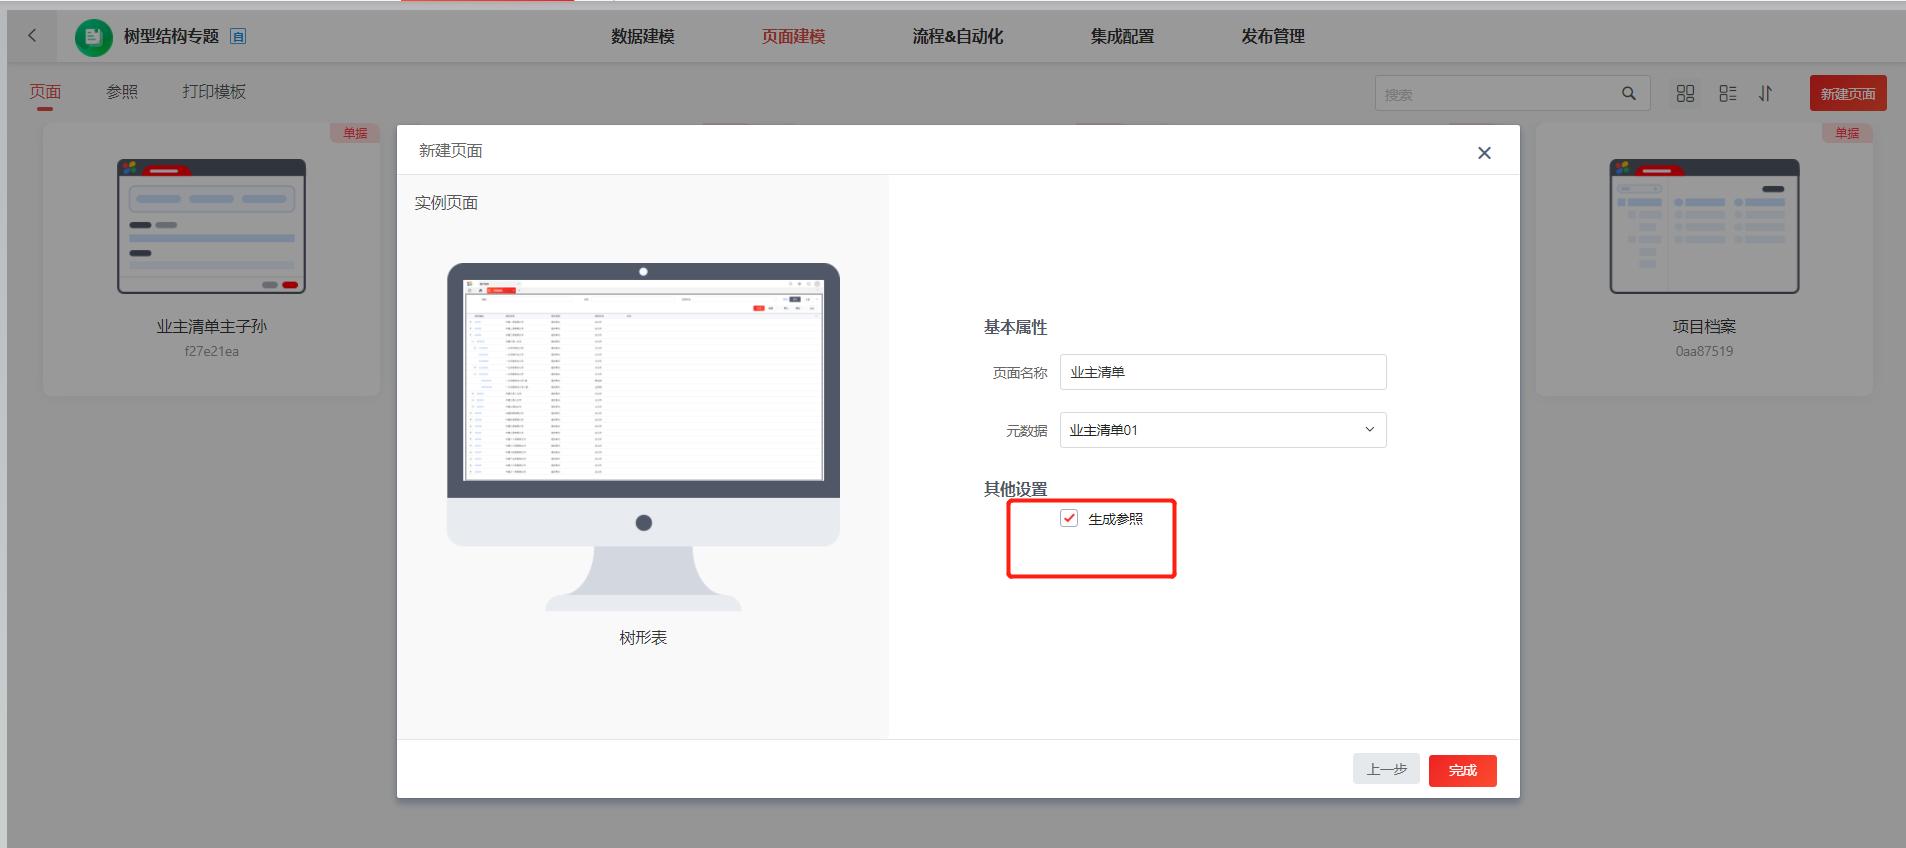 树型结构专题 自
数据建模 页面建模 流程&自动化 集成配置 发布管理
页面 参照 打印模板
搜索
新建页面
单据
单据
业主清单主子孙
f27e21ea
项目档案
0aa87519
新建页面
实例页面
树形表
基本属性
页面名称 业主清单
元数据 业主清单01
其他设置
生成参照
上一步 完成